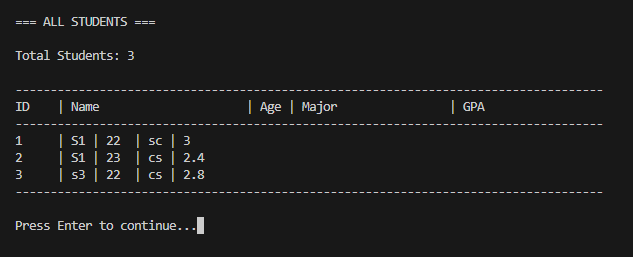 === ALL STUDENTS ===
Total Students: 3
------------------------------------------------------------------------------------
ID    | Name                     | Age | Major                | GPA
------------------------------------------------------------------------------------
1     | S1 | 22  | sc | 3
2     | S1 | 23  | cs | 2.4
3     | s3 | 22  | cs | 2.8
------------------------------------------------------------------------------------
Press Enter to continue...